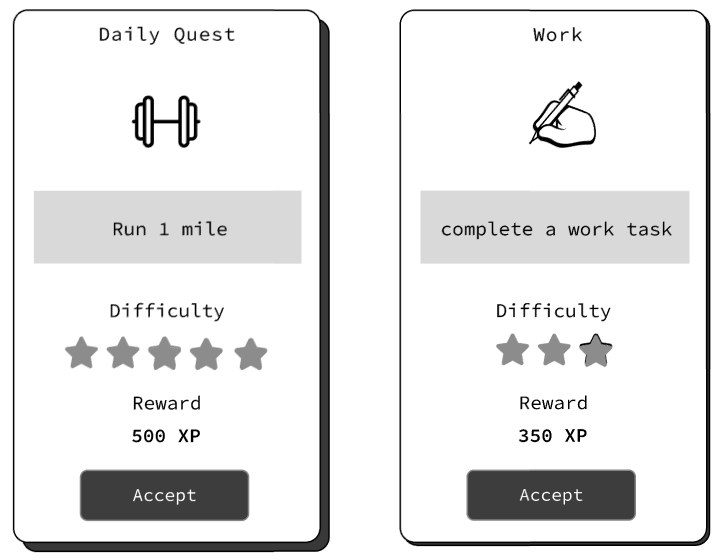 Daily Quest
Run 1 mile
Difficulty
Reward
500 XP
Accept
Work
complete a work task
Difficulty
Reward
350 XP
Accept